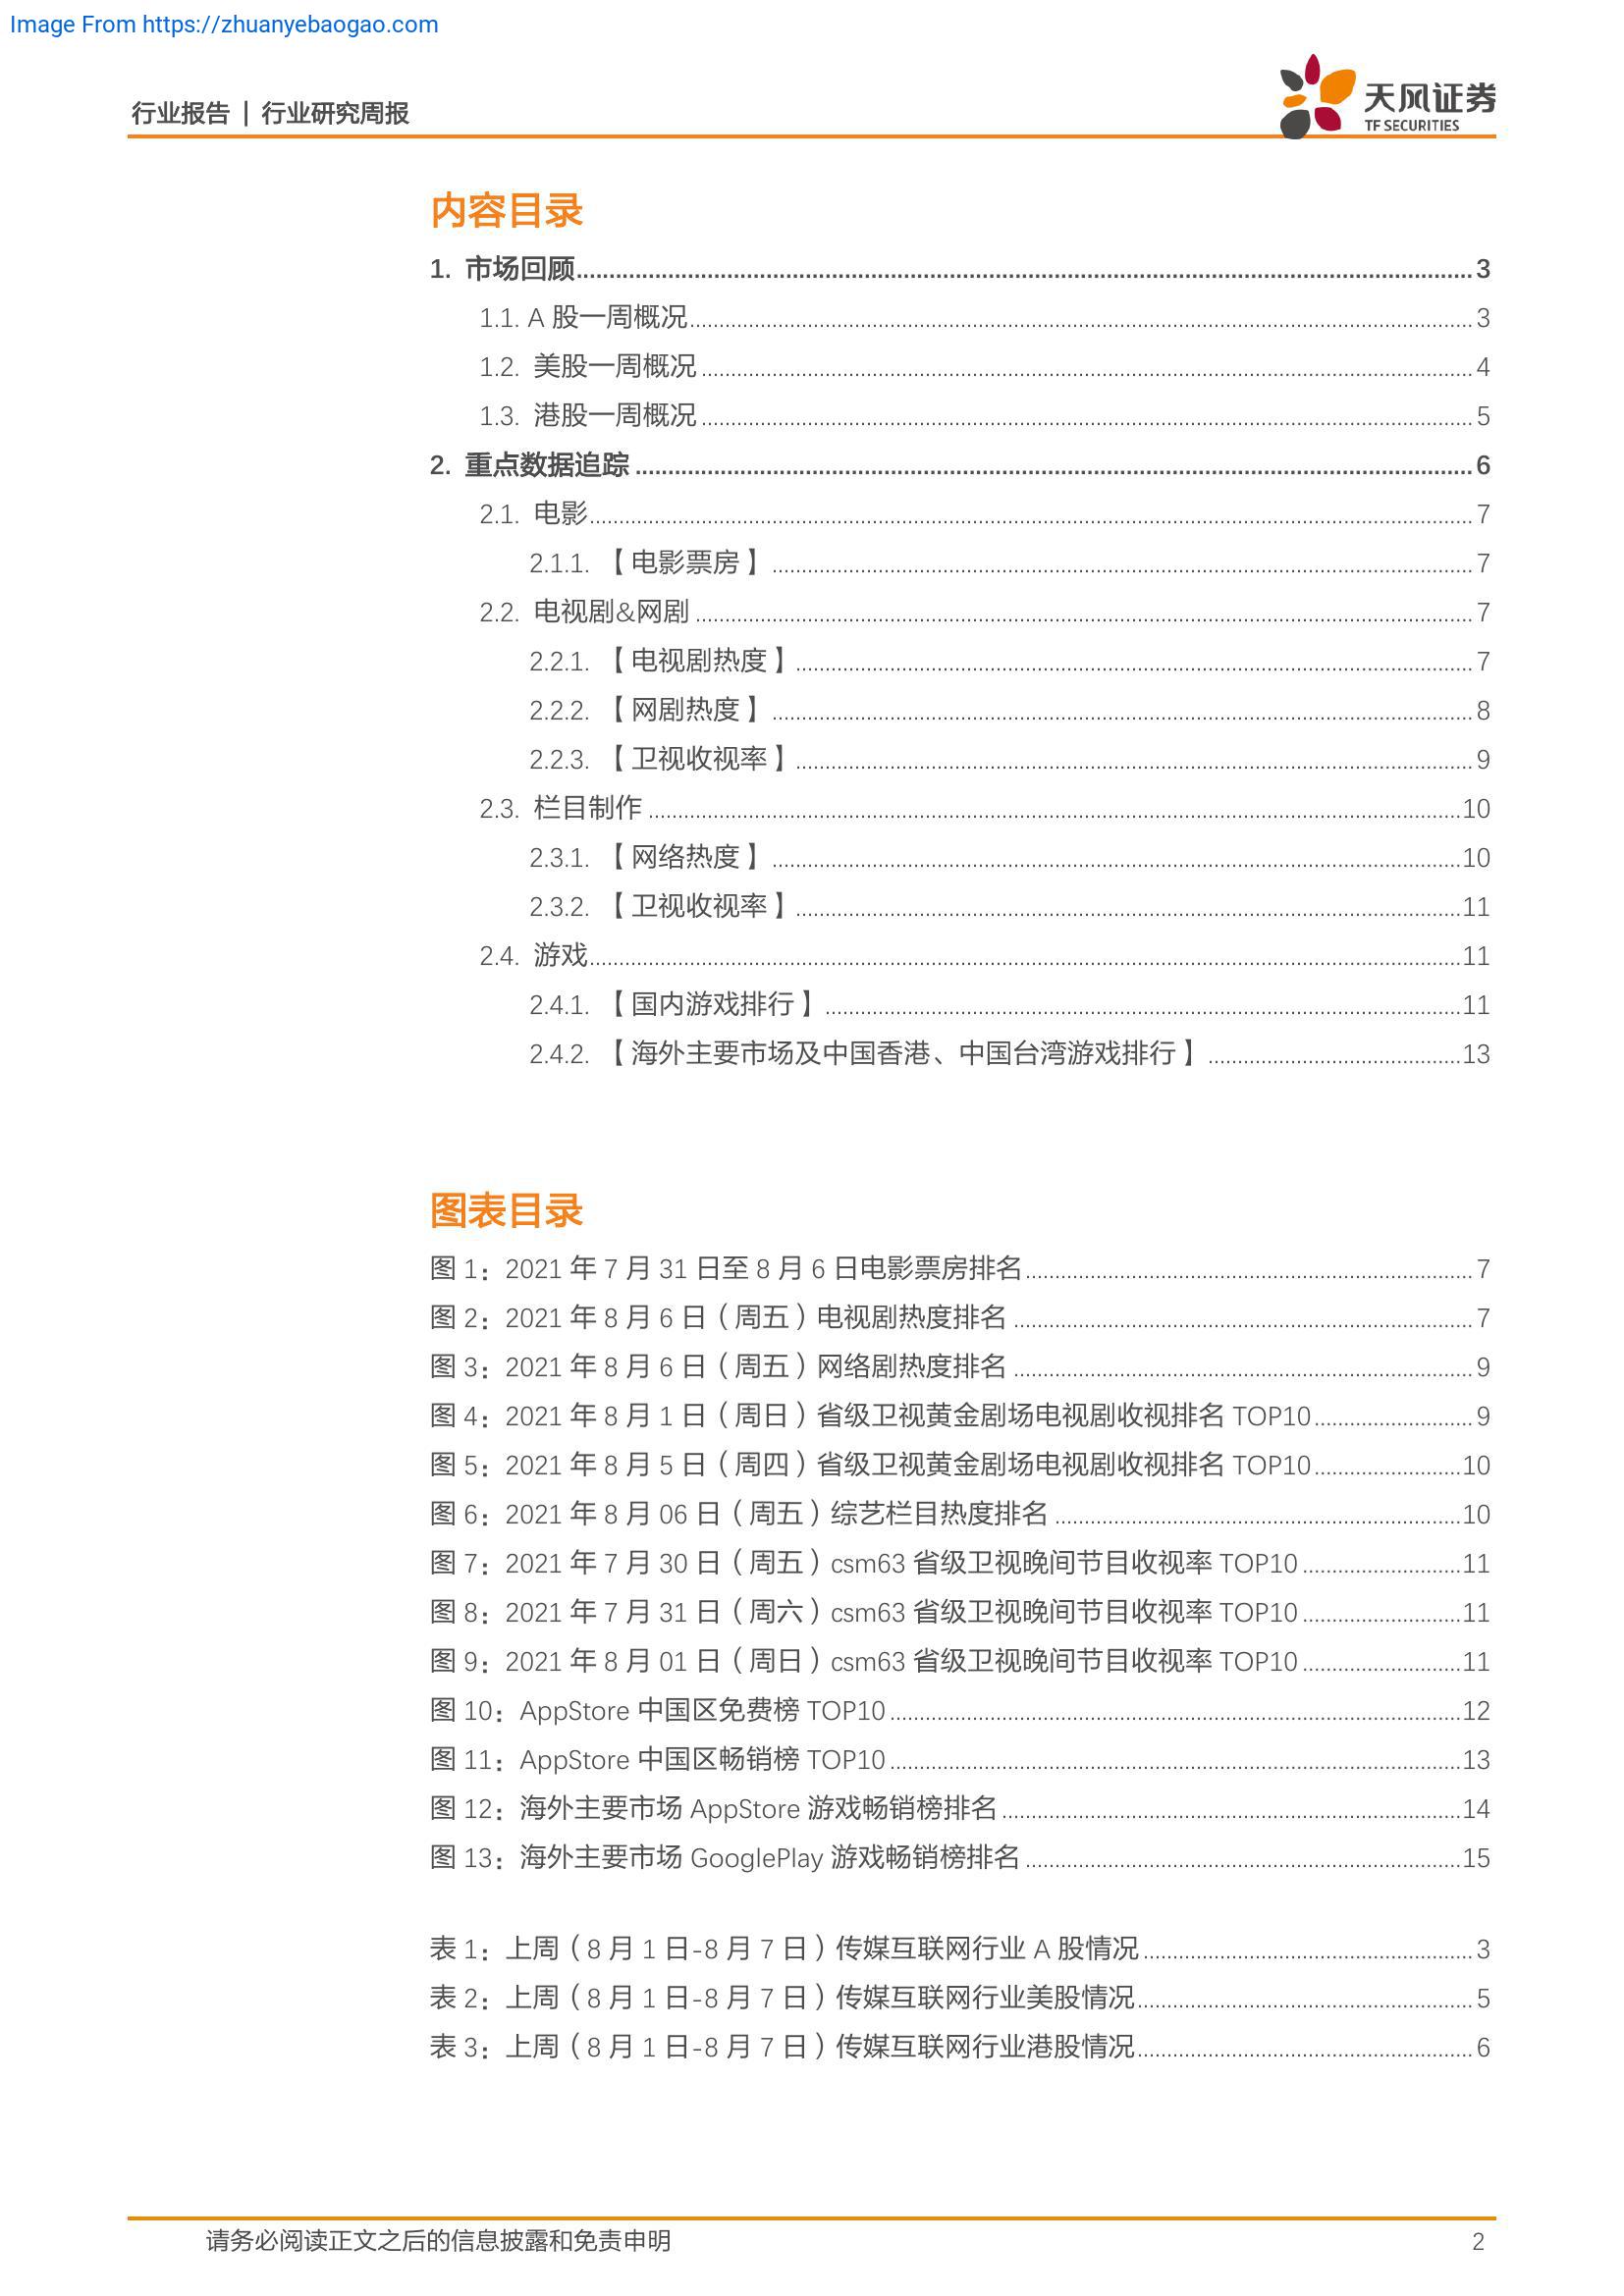 Image From https://zhuanyebaogao.com
行业报告 | 行业研究周报
天风证券
TF SECURITIES
内容目录
1. 市场回顾........3
1.1. A 股一周概况........3
1.2. 美股一周概况........4
1.3. 港股一周概况........5
2. 重点数据追踪........6
2.1. 电影........7
2.1.1. 【电影票房】........7
2.2. 电视剧&网剧........7
2.2.1. 【电视剧热度】........7
2.2.2. 【网剧热度】........8
2.2.3. 【卫视收视率】........9
2.3. 栏目制作........10
2.3.1. 【网络热度】........10
2.3.2. 【卫视收视率】........11
2.4. 游戏........11
2.4.1. 【国内游戏排行】........11
2.4.2. 【海外主要市场及中国香港、中国台湾游戏排行】........13
图表目录
图 1：2021 年 7 月 31 日至 8 月 6 日电影票房排名........7
图 2：2021 年 8 月 6 日（周五）电视剧热度排名........7
图 3：2021 年 8 月 6 日（周五）网络剧热度排名........9
图 4：2021 年 8 月 1 日（周日）省级卫视黄金剧场电视剧收视排名 TOP10........9
图 5：2021 年 8 月 5 日（周四）省级卫视黄金剧场电视剧收视排名 TOP10........10
图 6：2021 年 8 月 06 日（周五）综艺栏目热度排名........10
图 7：2021 年 7 月 30 日（周五）csm63 省级卫视晚间节目收视率 TOP10........11
图 8：2021 年 7 月 31 日（周六）csm63 省级卫视晚间节目收视率 TOP10........11
图 9：2021 年 8 月 01 日（周日）csm63 省级卫视晚间节目收视率 TOP10........11
图 10：AppStore 中国区免费榜 TOP10........12
图 11：AppStore 中国区畅销榜 TOP10........13
图 12：海外主要市场 AppStore 游戏畅销榜排名........14
图 13：海外主要市场 GooglePlay 游戏畅销榜排名........15
表 1：上周（8 月 1 日-8 月 7 日）传媒互联网行业 A 股情况........3
表 2：上周（8 月 1 日-8 月 7 日）传媒互联网行业美股情况........5
表 3：上周（8 月 1 日-8 月 7 日）传媒互联网行业港股情况........6
请务必阅读正文之后的信息披露和免责申明
2